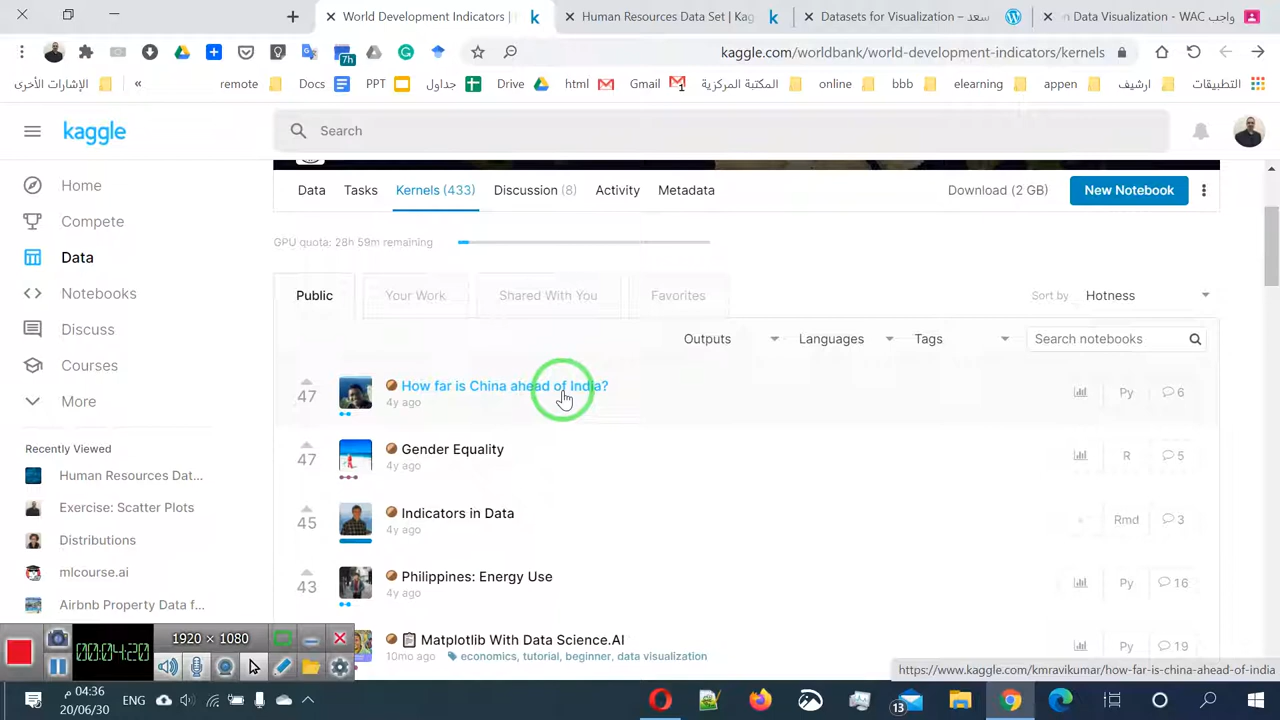 World Development Indicators |
Human Resources Data Set | Kag
Datasets for Visualization – سعد
Data Visualization - WAC واجب
kaggle.com/worldbank/world-development-indicators/kernels
7h
الإشارات الأخرى
»
remote
Docs
PPT
جداول
Drive
html
Gmail
1
المكتبة المركزية
online
bbb
elearning
appen
ارشيف
التطبيقات
kaggle
Search
Home
Compete
Data
Notebooks
Discuss
Courses
More
Recently Viewed
Human Resources Dat...
Exercise: Scatter Plots
Distributions
mlcourse.ai
Airbnb Property Data f...
Data
Tasks
Kernels (433)
Discussion (8)
Activity
Metadata
Download (2 GB)
New Notebook
GPU quota: 28h 59m remaining
Public
Your Work
Shared With You
Favorites
Sort by
Hotness
Outputs
Languages
Tags
Search notebooks
47
How far is China ahead of India?
4y ago
Py
6
47
Gender Equality
4y ago
R
5
45
Indicators in Data
4y ago
Rmd
3
43
Philippines: Energy Use
4y ago
Py
16
Matplotlib With Data Science.AI
10mo ago
economics, tutorial, beginner, data visualization
Py
19
https://www.kaggle.com/kmravikumar/how-far-is-china-ahead-of-india
00:04:20
1920 × 1080
04:36 م
20/06/30
ENG
13